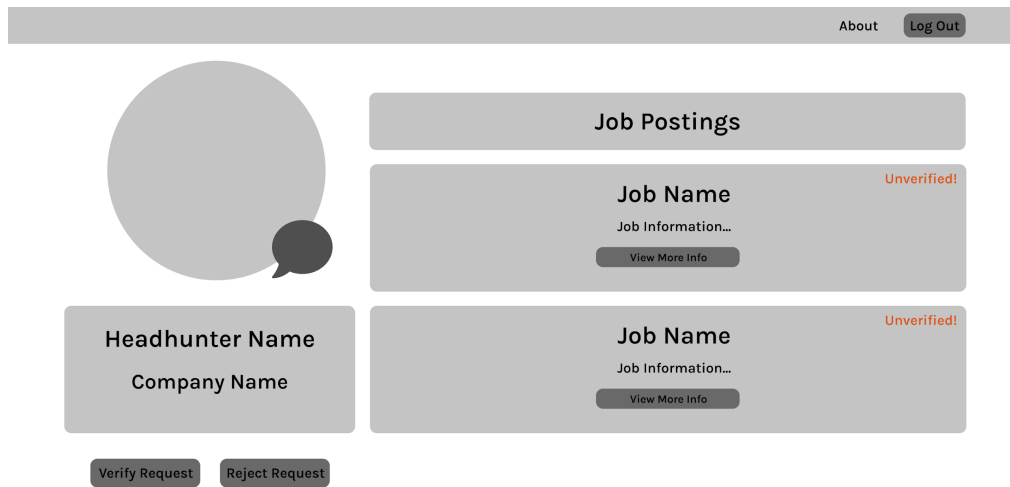 About
Log Out
Job Postings
Unverified!
Job Name
Job Information...
View More Info
Headhunter Name
Company Name
Unverified!
Job Name
Job Information...
View More Info
Verify Request
Reject Request